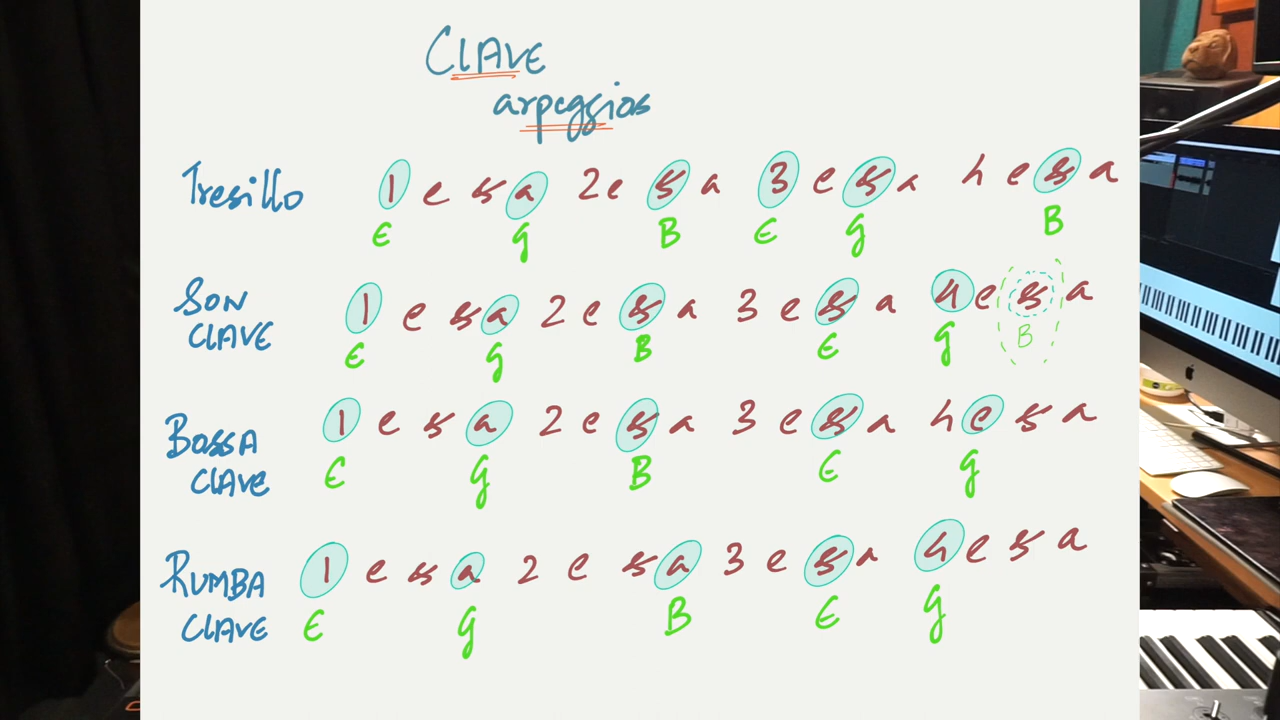 CLAVE
arpeggios
Tresillo 1 e & a 2 e & a 3 e & a 4 e & a
E G B E G B
SON CLAVE 1 e & a 2 e & a 3 e & a 4 e & a
E G B E G B
BOSSA CLAVE 1 e & a 2 e & a 3 e & a 4 e & a
E G B E G
RUMBA CLAVE 1 e & a 2 e & a 3 e & a 4 e & a
E G B E G